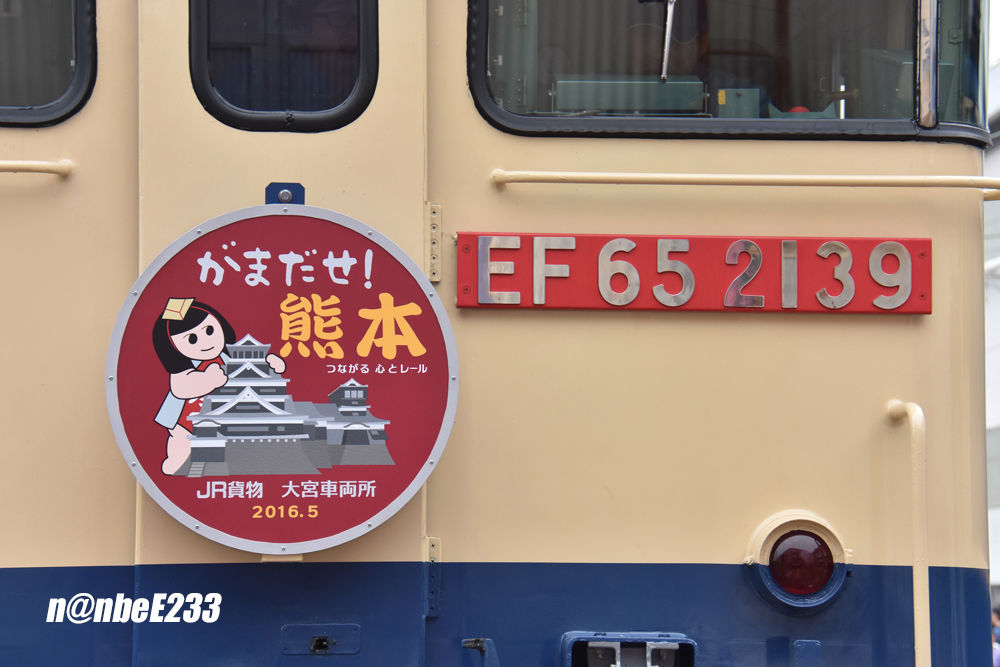 がまだせ!
熊本
つながる 心とレール
JR貨物 大宮車両所
2016.5
EF65 2139
n@nbeE233